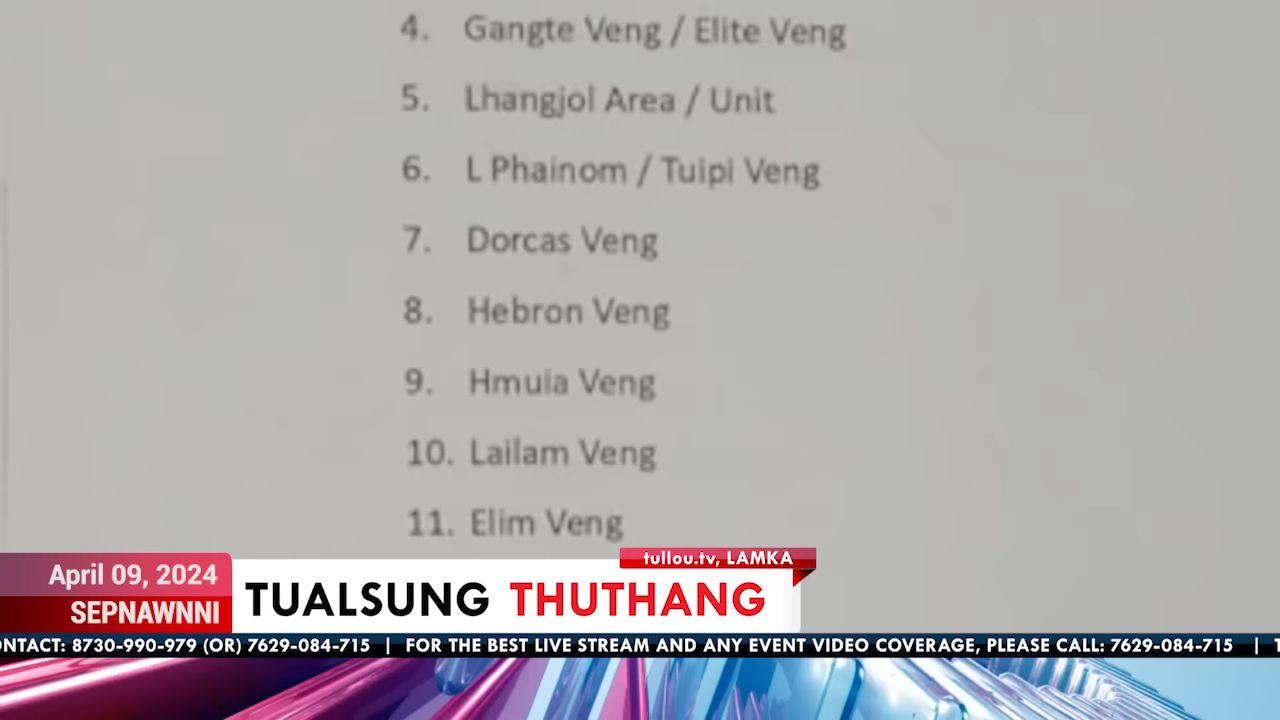 4. Gangte Veng / Elite Veng
5. Lhangjol Area / Unit
6. L Phainom / Tuipi Veng
7. Dorcas Veng
8. Hebron Veng
9. Hmuia Veng
10. Lailam Veng
11. Elim Veng
tullou.tv, LAMKA
April 09, 2024
SEPNAWNNI
TUALSUNG THUTHANG
8730-990-979 (OR) 7629-084-715 | FOR THE BEST LIVE STREAM AND ANY EVENT VIDEO COVERAGE, PLEASE CALL: 7629-084-715 |